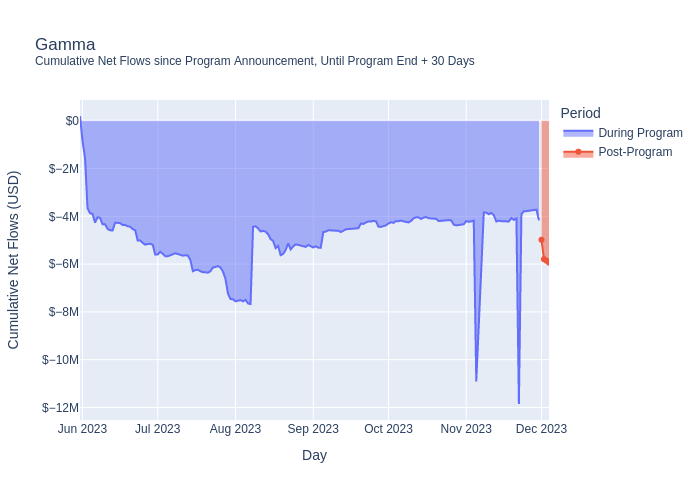 Gamma
Cumulative Net Flows since Program Announcement, Until Program End + 30 Days
Period
During Program
Post-Program
Cumulative Net Flows (USD)
$0
$−2M
$−4M
$−6M
$−8M
$−10M
$−12M
Jun 2023
Jul 2023
Aug 2023
Sep 2023
Oct 2023
Nov 2023
Dec 2023
Day